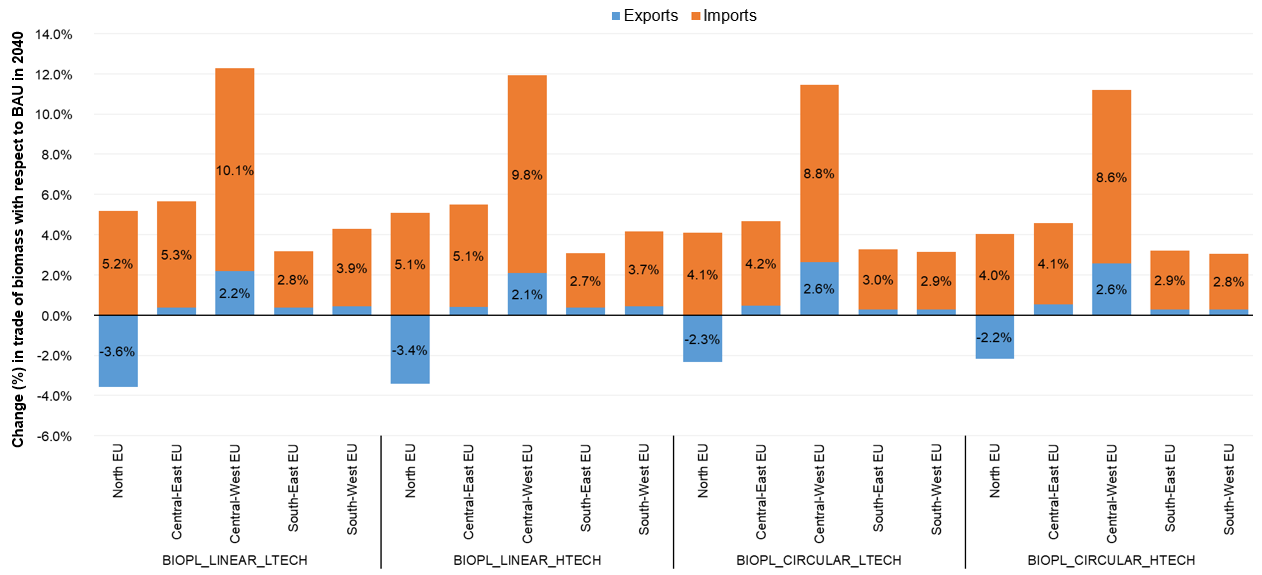 Exports Imports
Change (%) in trade of biomass with respect to BAU in 2040
14.0%
12.0%
10.0%
8.0%
6.0%
4.0%
2.0%
0.0%
-2.0%
-4.0%
-6.0%
5.2%
-3.6%
5.3%
10.1%
2.2%
2.8%
3.9%
5.1%
-3.4%
5.1%
9.8%
2.1%
2.7%
3.7%
4.1%
-2.3%
4.2%
8.8%
2.6%
3.0%
2.9%
4.0%
-2.2%
4.1%
8.6%
2.6%
2.9%
2.8%
North EU
Central-East EU
Central-West EU
South-East EU
South-West EU
North EU
Central-East EU
Central-West EU
South-East EU
South-West EU
North EU
Central-East EU
Central-West EU
South-East EU
South-West EU
North EU
Central-East EU
Central-West EU
South-East EU
South-West EU
BIOPL_LINEAR_LTECH
BIOPL_LINEAR_HTECH
BIOPL_CIRCULAR_LTECH
BIOPL_CIRCULAR_HTECH